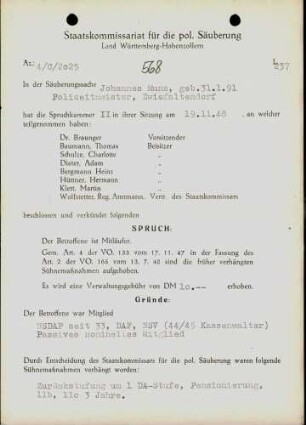 Staatskommissariat für die pol. Säuberung
Land Württemberg-Hohenzollern
Az: 4/C/2025 568 237
In der Säuberungssache Johannes geb.31.1.91
Polizeitmeister, Zwiefaltendorf
hat die Spruchkammer II in ihrer Sitzung am 19.11.48 an welcher
teilgenommen haben:
Dr. Braunger Vorsitzender
Baumann, Thomas Beisitzer
Schulze, Charlotte "
Dieter, Adam "
Bergmann Heinz "
Hüttner, Hermann "
Klett, Martin "
Wolfstetter, Reg. Amtmann, Vertr. des Staatskommissars
beschlossen und verkündet folgenden
SPRUCH:
Der Betroffene ist Mitläufer.
Gem. Art. 4 der VO. 133 vom 17. 11. 47 in der Fassung des
Art. 2 der VO. 165 vom 13. 7. 48 sind die früher verhängten
Sühnemaßnahmen aufgehoben.
Es wird eine Verwaltungsgebühr von DM 10.-- erhoben.
Gründe:
Der Betroffene war Mitglied
NSDAP seit 33, DAF, NSV (44/45 Kassenwalter)
Passives nominelles Mitglied
Durch Entscheidung des Staatskommissars für die pol. Säuberung waren folgende
Sühnemaßnahmen verhängt worden:
Zurückstufung um 1 DA-Stufe, Pensionierung,
11b, 11c 3 Jahre.